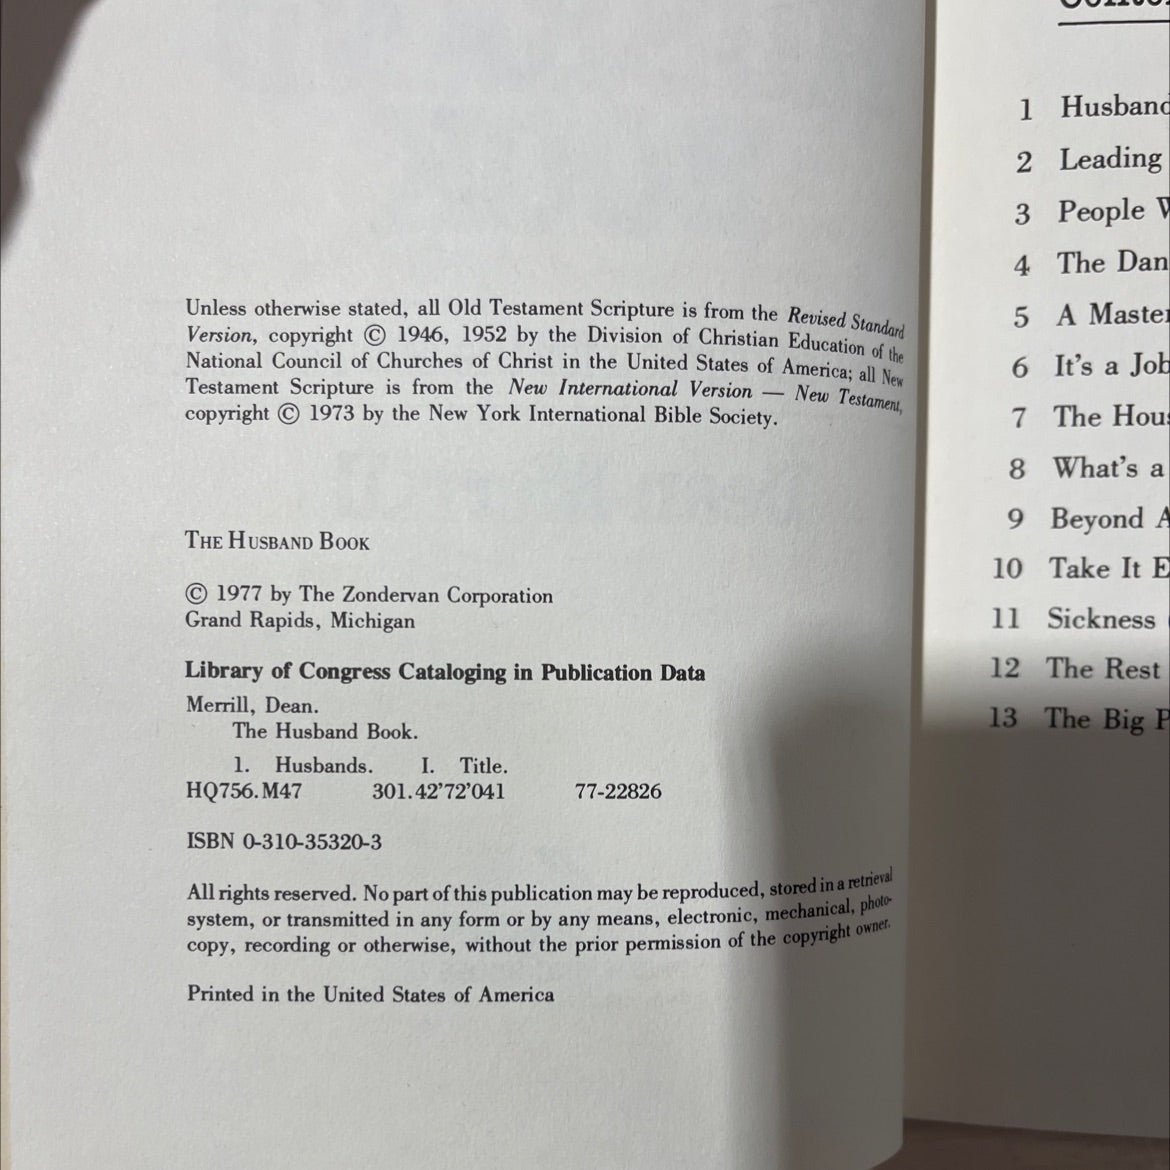 Unless otherwise stated, all Old Testament Scripture is from the Revised Standard
Version, copyright © 1946, 1952 by the Division of Christian Education of the
National Council of Churches of Christ in the United States of America; all New
Testament Scripture is from the New International Version — New Testament,
copyright © 1973 by the New York International Bible Society.
THE HUSBAND BOOK
© 1977 by The Zondervan Corporation
Grand Rapids, Michigan
Library of Congress Cataloging in Publication Data
Merrill, Dean.
The Husband Book.
1. Husbands. I. Title.
HQ756.M47 301.42'72'041 77-22826
ISBN 0-310-35320-3
All rights reserved. No part of this publication may be reproduced, stored in a retrieval
system, or transmitted in any form or by any means, electronic, mechanical, photo-
copy, recording or otherwise, without the prior permission of the copyright owner.
Printed in the United States of America
1 Husband
2 Leading
3 People
4 The Dan
5 A Master
6 It's a Job
7 The Hous
8 What's a
9 Beyond A
10 Take It E
11 Sickness
12 The Rest
13 The Big P